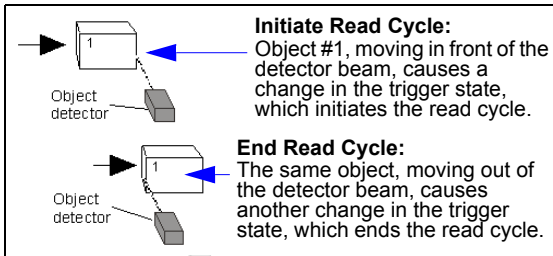 1
Object
detector
Initiate Read Cycle:
Object #1, moving in front of the
detector beam, causes a
change in the trigger state,
which initiates the read cycle.
1
Object
detector
End Read Cycle:
The same object, moving out of
the detector beam, causes
another change in the trigger
state, which ends the read cycle.